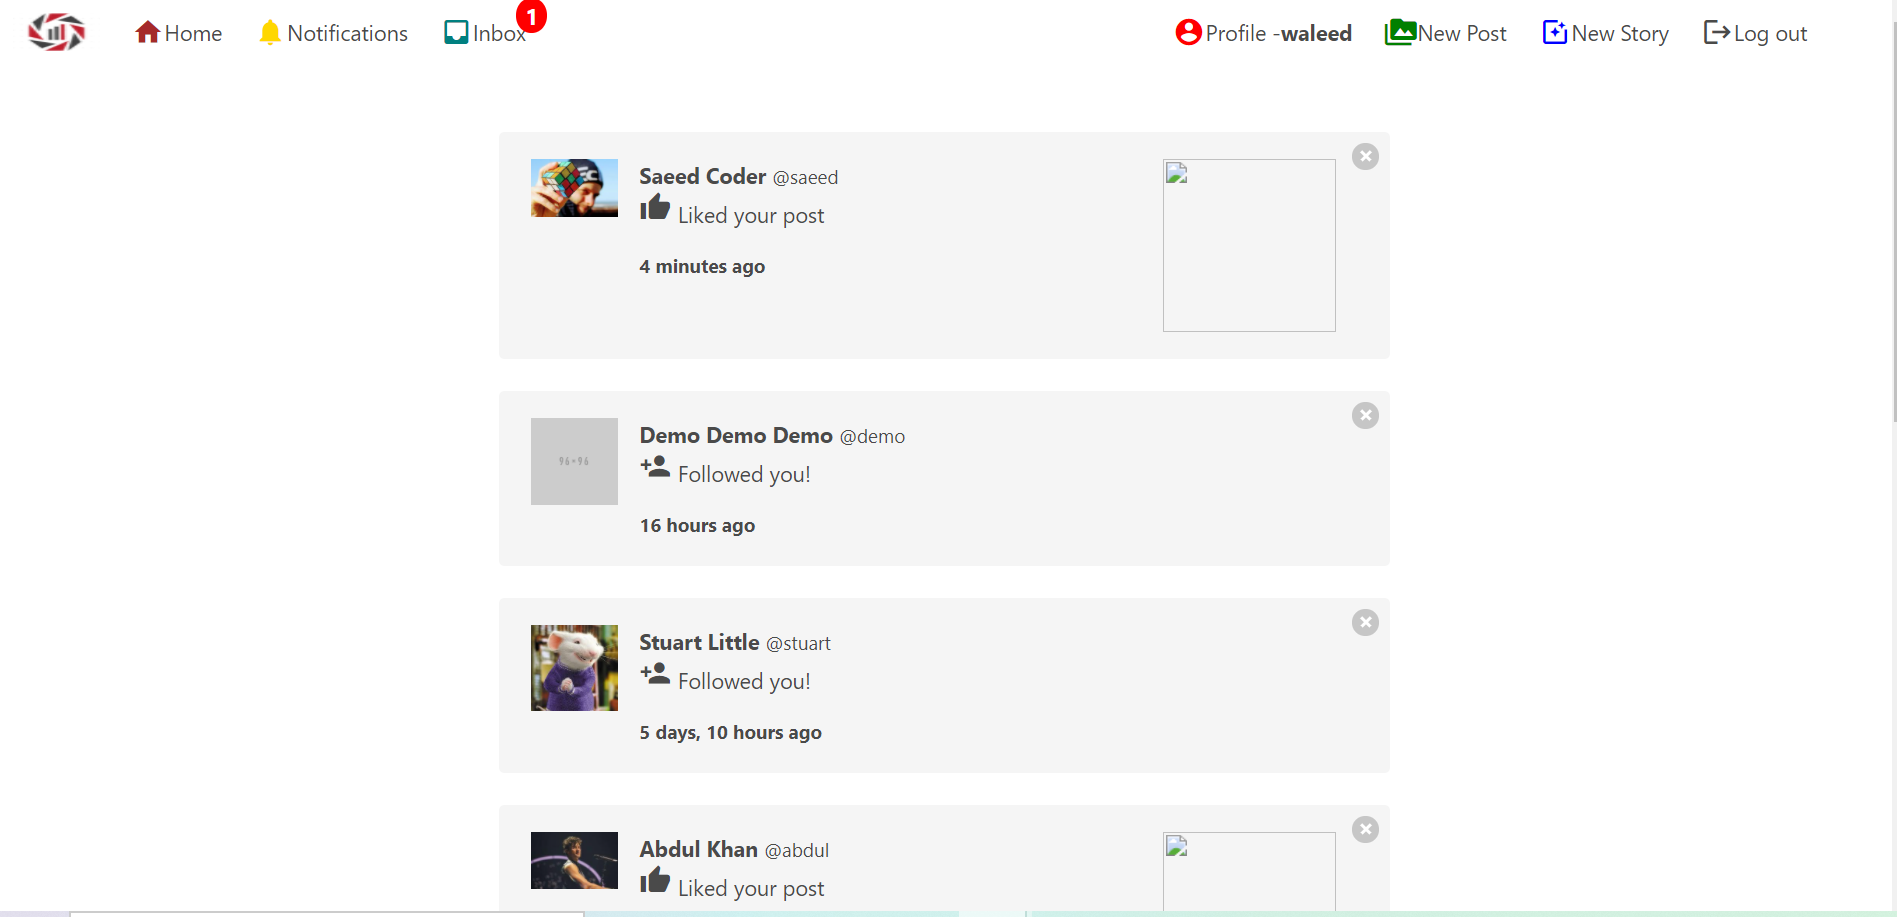 Home Notifications Inbox 1 Profile -waleed New Post New Story Log out
Saeed Coder @saeed
Liked your post
4 minutes ago
96×96
Demo Demo Demo @demo
Followed you!
16 hours ago
Stuart Little @stuart
Followed you!
5 days, 10 hours ago
Abdul Khan @abdul
Liked your post